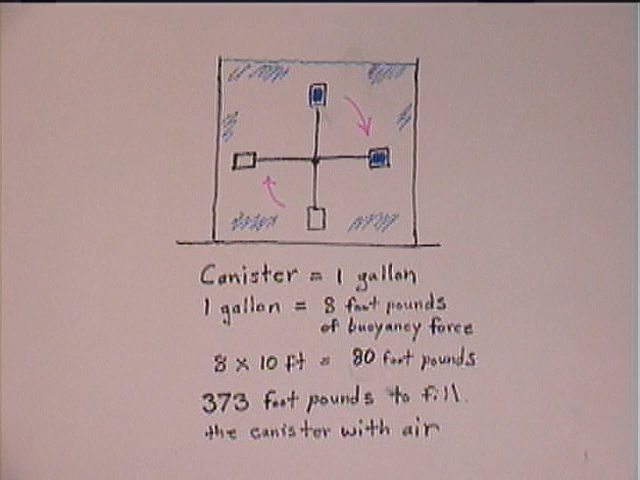 Canister = 1 gallon
1 gallon = 8 foot pounds
of buoyancy force
8 x 10 ft = 80 foot pounds
373 foot pounds to fill
the canister with air